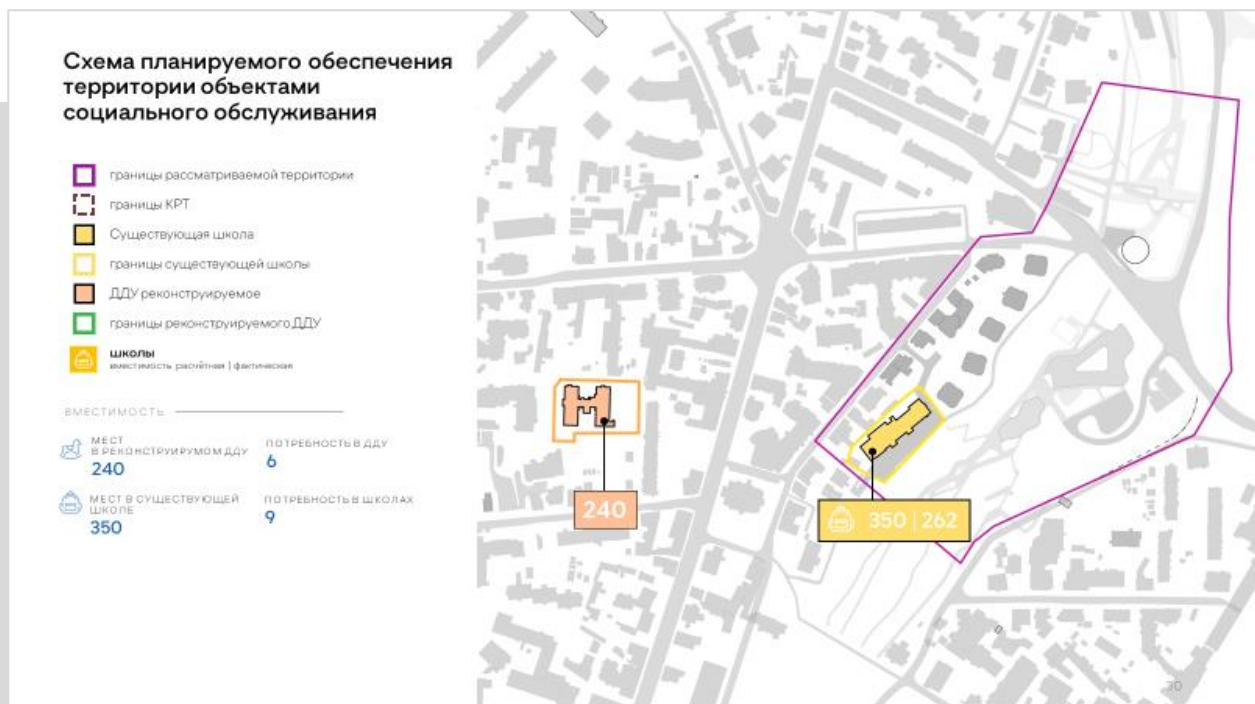 Схема планируемого обеспечения
территории объектами
социального обслуживания
границы рассматриваемой территории
границы КРТ
Существующая школа
границы существующей школы
ДДУ реконструируемое
границы реконструируемого ДДУ
ШКОЛЫ
вместимость расчётная | фактическая
ВМЕСТИМОСТЬ
МЕСТ
В РЕКОНСТРУИРУМОМ ДДУ
240
ПОТРЕБНОСТЬ В ДДУ
6
МЕСТ В СУЩЕСТВУЮЩЕЙ
ШКОЛЕ
350
ПОТРЕБНОСТЬ В ШКОЛАХ
9
240
350 | 262
30